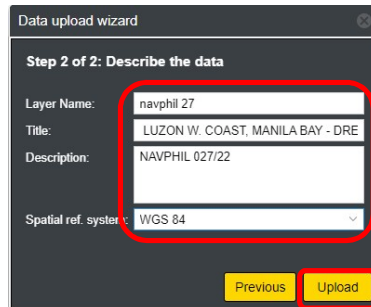 Data upload wizard
Step 2 of 2: Describe the data
Layer Name: navphil 27
Title: LUZON W. COAST, MANILA BAY - DRE
Description: NAVPHIL 027/22
Spatial ref. system: WGS 84
Previous Upload